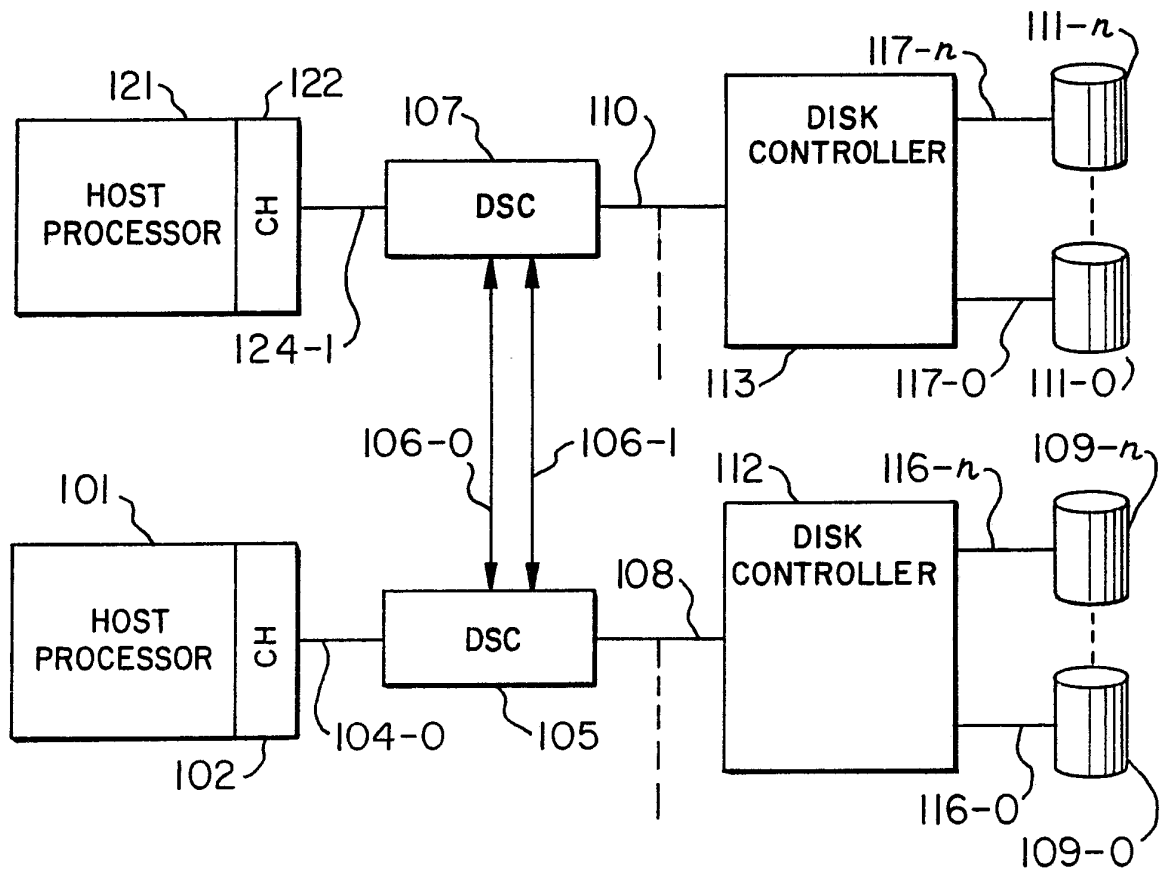 111-n
117-n
121
122
107
110
DISK
CONTROLLER
HOST
PROCESSOR
CH
DSC
124-1
113
117-0
111-0
106-0
106-1
109-n
112
116-n
101
DISK
CONTROLLER
108
HOST
PROCESSOR
CH
DSC
104-0
105
102
116-0
109-0